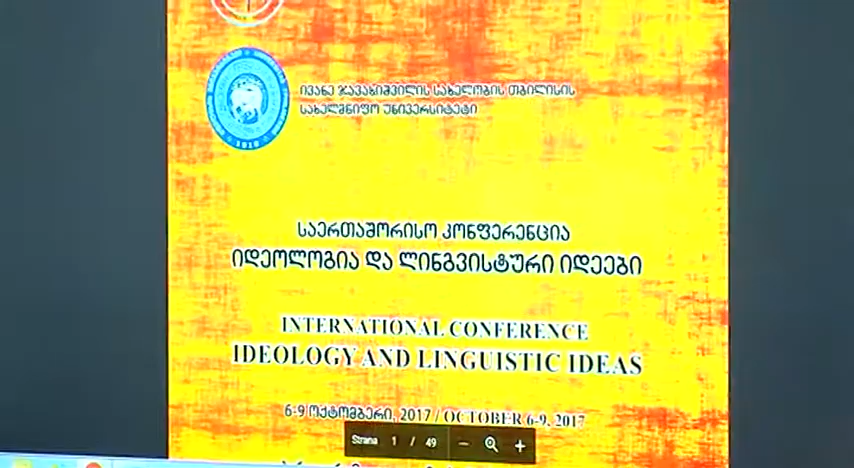 ივანე ჯავახიშვილის სახელობის თბილისის
სახელმწიფო უნივერსიტეტი
1918
საერთაშორისო კონფერენცია
იდეოლოგია და ლინგვისტური იდეები
INTERNATIONAL CONFERENCE
IDEOLOGY AND LINGUISTIC IDEAS
6-9 ოქტომბერი, 2017 / OCTOBER 6-9, 2017
Strana 1 / 49